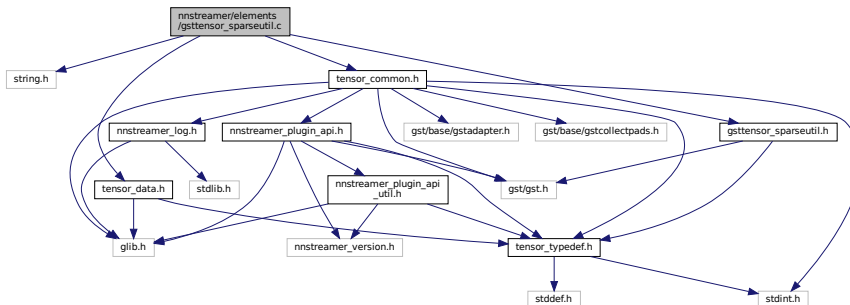 nnstreamer/elements
/gsttensor_sparseutil.c
string.h
tensor_common.h
nnstreamer_log.h
nnstreamer_plugin_api.h
gst/base/gstadapter.h
gst/base/gstcollectpads.h
gsttensor_sparseutil.h
tensor_data.h
stdlib.h
nnstreamer_plugin_api
_util.h
gst/gst.h
glib.h
nnstreamer_version.h
tensor_typedef.h
stddef.h
stdint.h